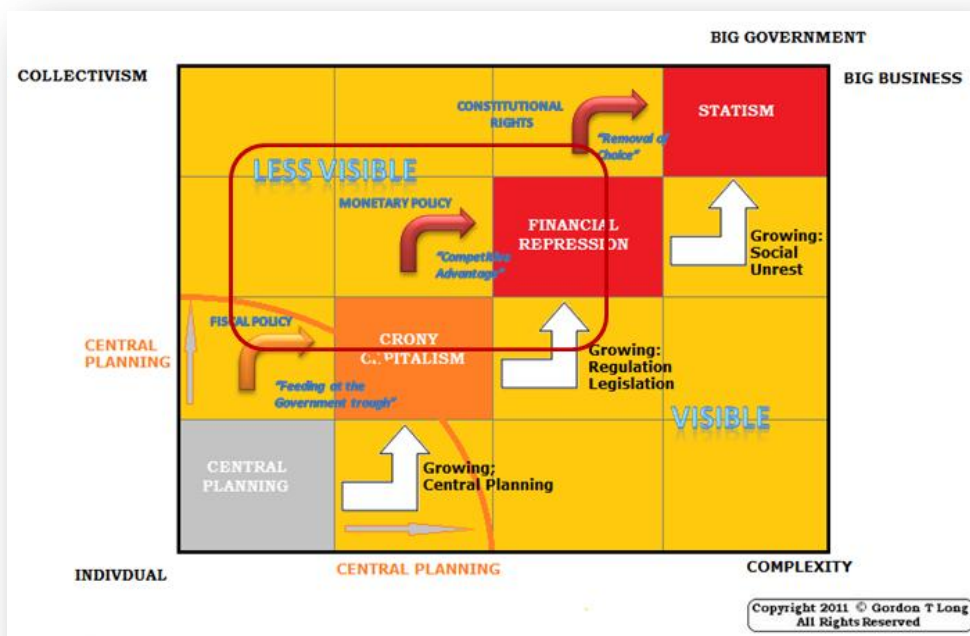 BIG GOVERNMENT
COLLECTIVISM
BIG BUSINESS
CONSTITUTIONAL
RIGHTS
STATISM
"Removal of
Choice"
LESS VISIBLE
MONETARY POLICY
FINANCIAL
REPRESSION
Growing:
Social
Unrest
"Competitive
Advantage"
FISCAL POLICY
CENTRAL
PLANNING
CRONY
CAPITALISM
Growing:
Regulation
Legislation
"Feeding at the
Government trough"
VISIBLE
CENTRAL
PLANNING
Growing;
Central Planning
INDIVDUAL
CENTRAL PLANNING
COMPLEXITY
Copyright 2011 © Gordon T Long
All Rights Reserved